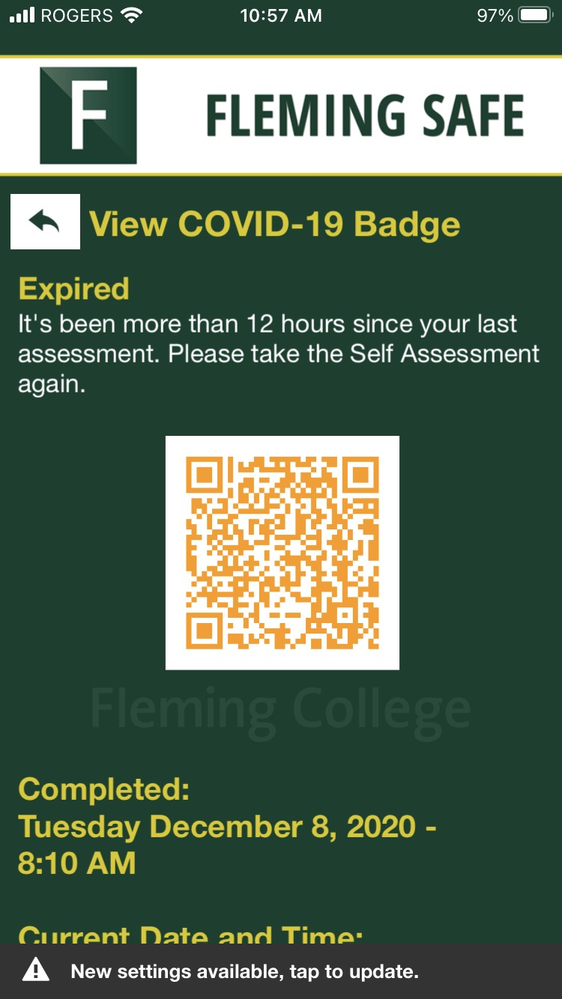 ROGERS 10:57 AM 97%
F FLEMING SAFE
View COVID-19 Badge
Expired
It's been more than 12 hours since your last
assessment. Please take the Self Assessment
again.
Fleming College
Completed:
Tuesday December 8, 2020 -
8:10 AM
Current Date and Time:
New settings available, tap to update.